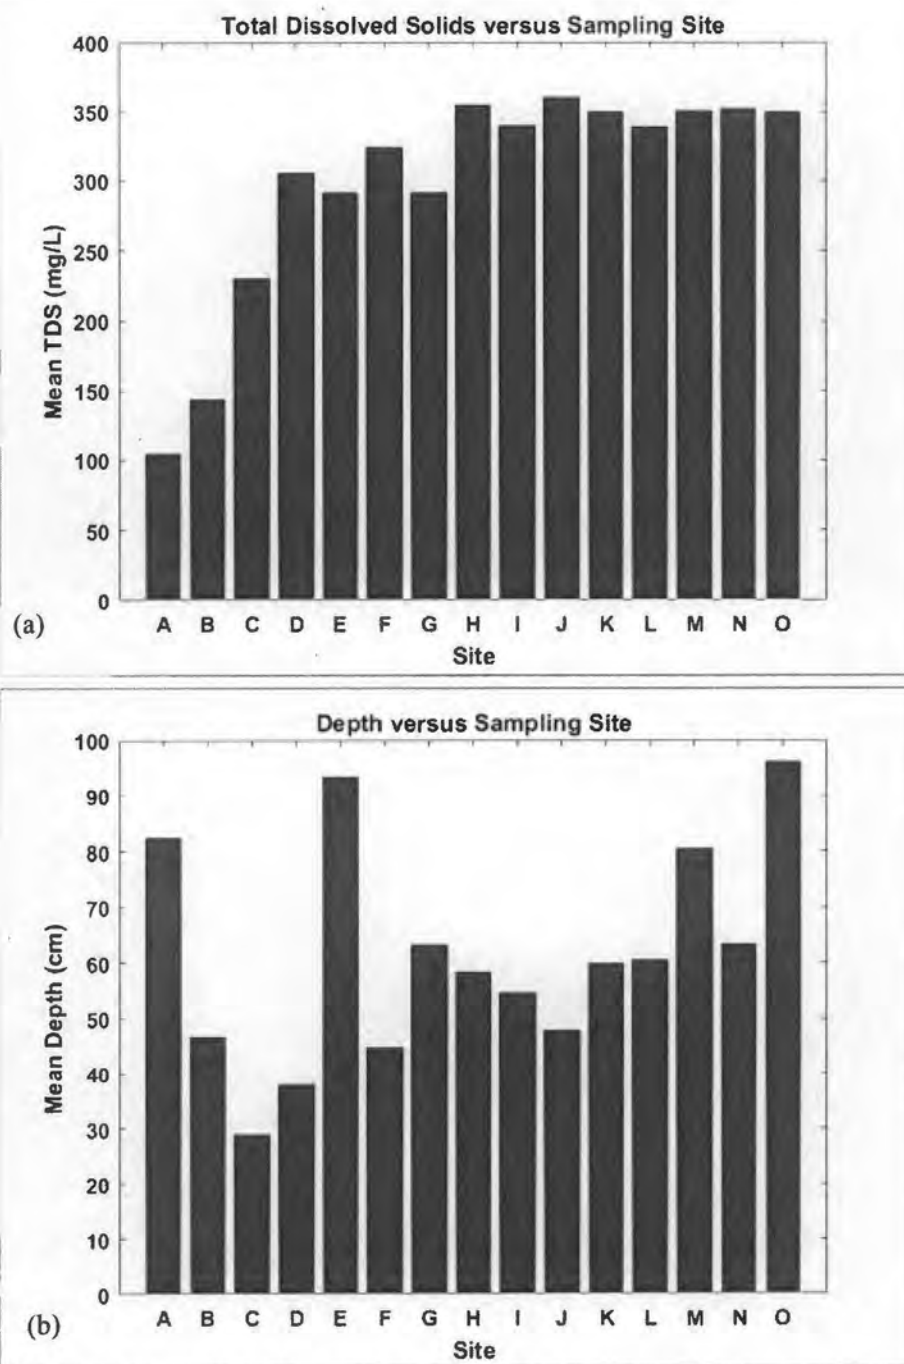 Total Dissolved Solids versus Sampling Site
400
350
300
250
200
150
100
50
0
Mean TDS (mg/L)
A B C D E F G H I J K L M N O
Site
(a)
Depth versus Sampling Site
100
90
80
70
60
50
40
30
20
10
0
Mean Depth (cm)
A B C D E F G H I J K L M N O
Site
(b)